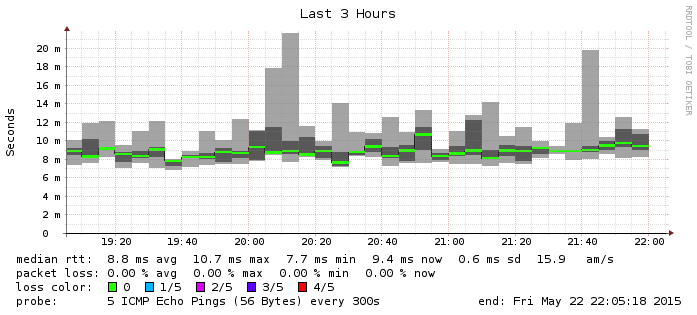 Last 3 Hours
RRDTOOL / TOBI OETIKER
Seconds
20 m
18 m
16 m
14 m
12 m
10 m
8 m
6 m
4 m
2 m
0
19:20 19:40 20:00 20:20 20:40 21:00 21:20 21:40 22:00
median rtt: 8.8 ms avg 10.7 ms max 7.7 ms min 9.4 ms now 0.6 ms sd 15.9 am/s
packet loss: 0.00 % avg 0.00 % max 0.00 % min 0.00 % now
loss color: 0 1/5 2/5 3/5 4/5
probe: 5 ICMP Echo Pings (56 Bytes) every 300s end: Fri May 22 22:05:18 2015